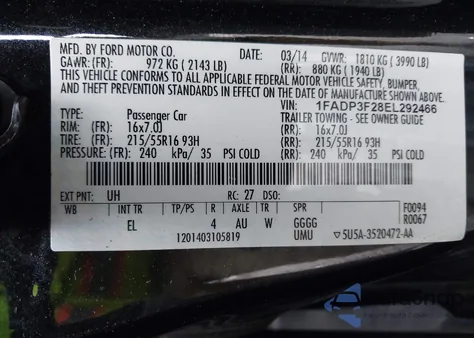 MFD. BY FORD MOTOR CO. 03/14 GVWR: 1810 KG ( 3990 LB)
GAWR: (FR): 972 KG ( 2143 LB) (RR): 880 KG ( 1940 LB)
THIS VEHICLE CONFORMS TO ALL APPLICABLE FEDERAL MOTOR VEHICLE SAFETY, BUMPER,
AND THEFT PREVENTION STANDARDS IN EFFECT ON THE DATE OF MANUFACTURE SHOWN ABOVE.
VIN: 1FADP3F28EL292466
TYPE: Passenger Car TRAILER TOWING - SEE OWNER GUIDE
RIM: (FR) 16x7.0J (RR): 16x7.0J
TIRE: (FR) 215/55R16 93H (RR): 215/55R16 93H
PRESSURE: (FR) 240 kPa/ 35 PSI COLD (RR): 240 kPa/ 35 PSI COLD
EXT PNT: UH RC: 27 DSO:
WB INT TR TP/PS R AXLE TR SPR F0094
EL 4 AU W GGGG R0067
1201403105819 UMU 5U5A-3520472-AA